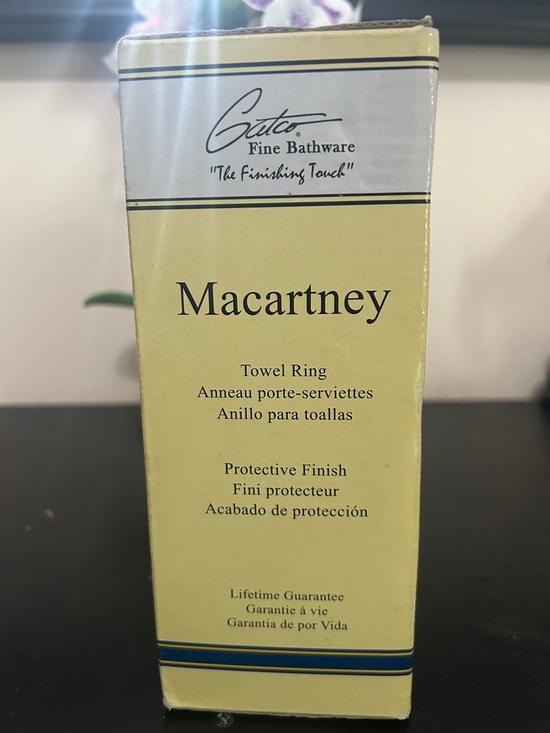 Gatco®
Fine Bathware
"The Finishing Touch"
Macartney
Towel Ring
Anneau porte-serviettes
Anillo para toallas
Protective Finish
Fini protecteur
Acabado de protección
Lifetime Guarantee
Garantie à vie
Garantia de por Vida